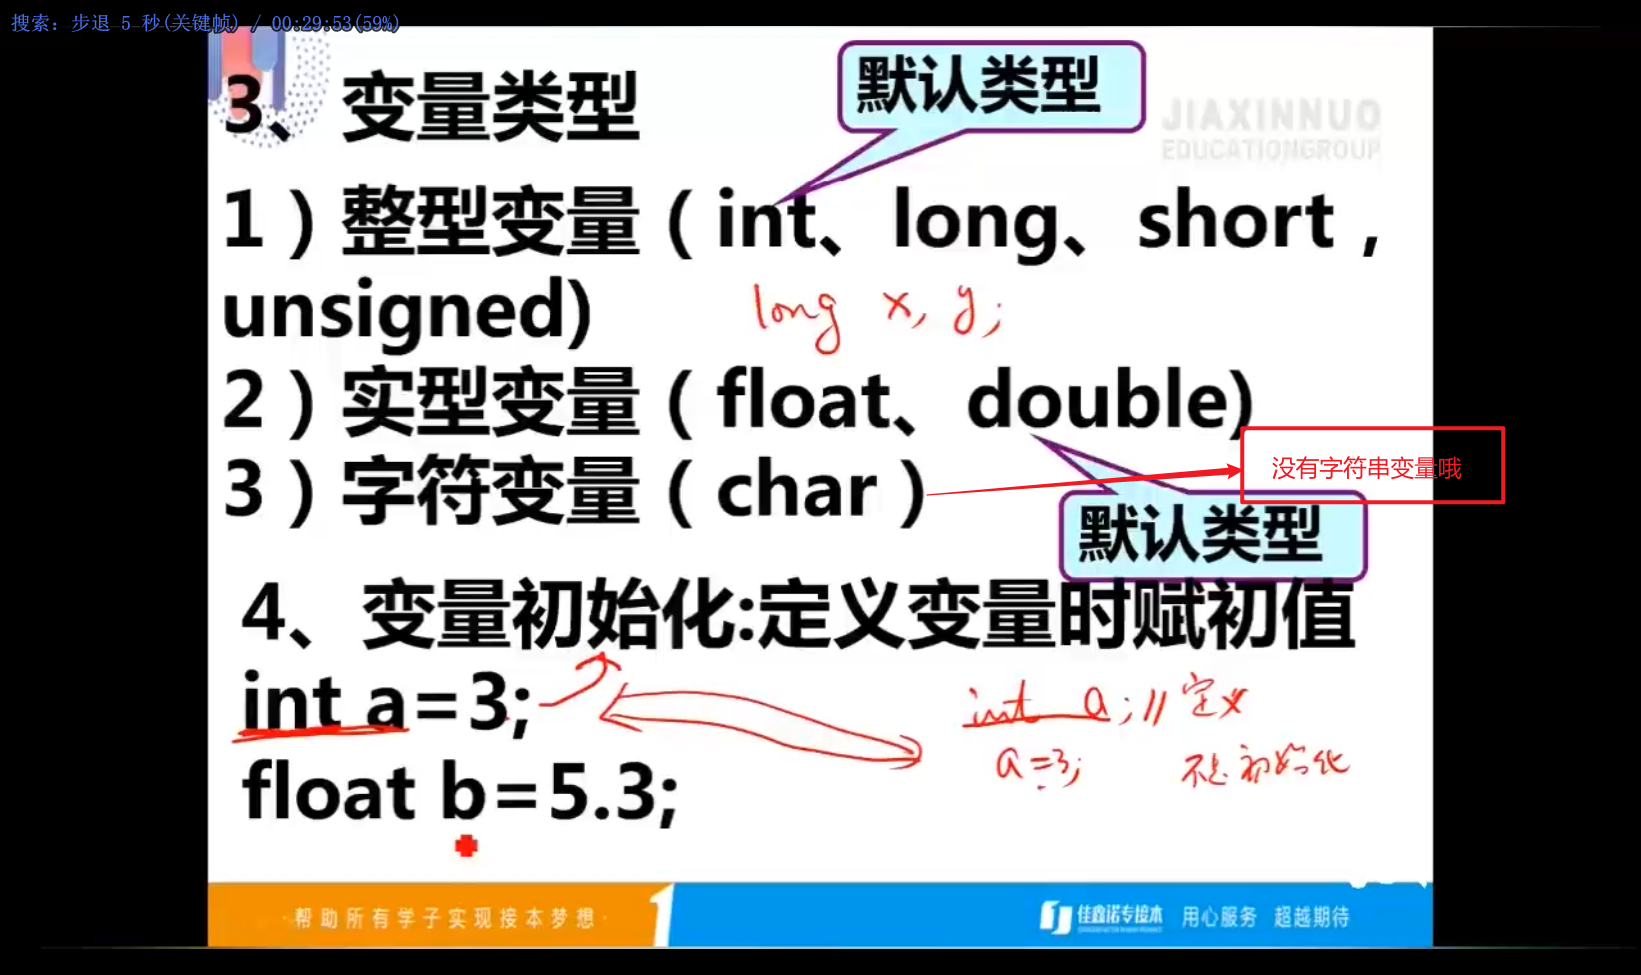 搜索: 步退 5 秒(关键帧) / 00:29:53(59%)
3、变量类型
默认类型
JIAXINNUO
EDUCATIONGROUP
1）整型变量（int、long、short，
unsigned)
long x, y;
2）实型变量（float、double)
3）字符变量（char）
没有字符串变量哦
默认类型
4、变量初始化:定义变量时赋初值
int a=3;
int a; // 定义
a=3;
不是初始化
float b=5.3;
·帮助所有学子实现接本梦想·
佳鑫诺专接本
用心服务 超越期待